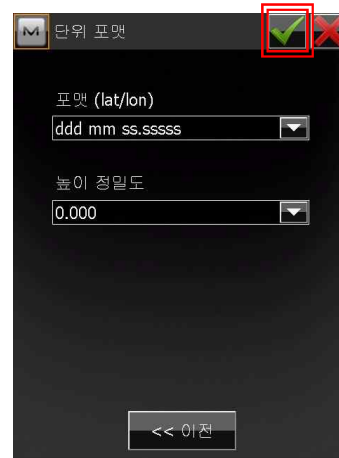 M 단위 포맷
포맷 (lat/lon)
ddd mm ss.sssss
높이 정밀도
0.000
<< 이전